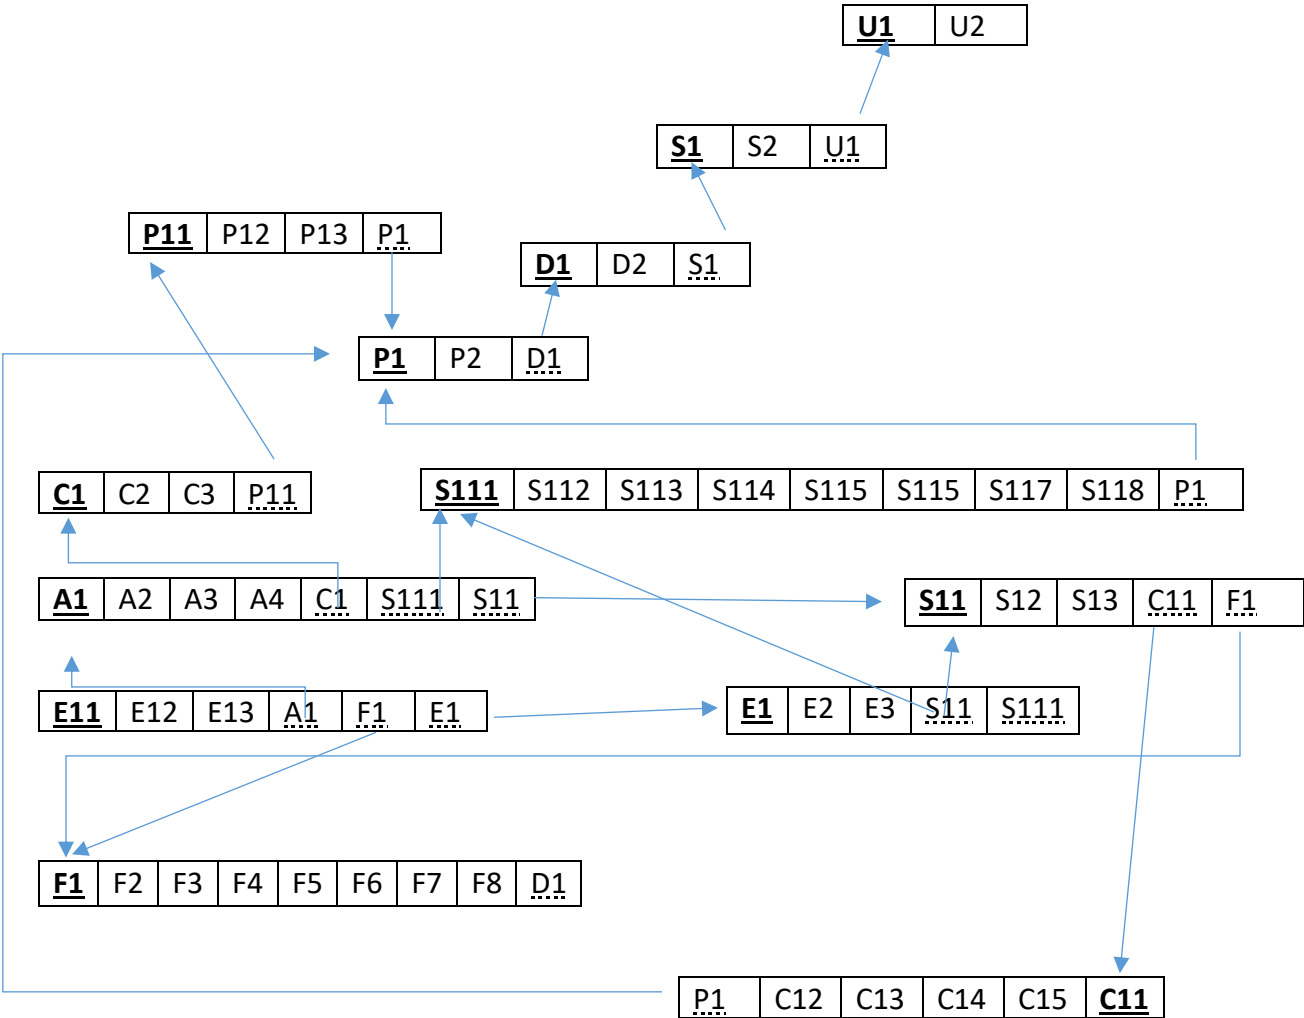 U1 U2
S1 S2 U1
P11 P12 P13 P1
D1 D2 S1
P1 P2 D1
C1 C2 C3 P11
S111 S112 S113 S114 S115 S115 S117 S118 P1
A1 A2 A3 A4 C1 S111 S11
S11 S12 S13 C11 F1
E11 E12 E13 A1 F1 E1
E1 E2 E3 S11 S111
F1 F2 F3 F4 F5 F6 F7 F8 D1
P1 C12 C13 C14 C15 C11